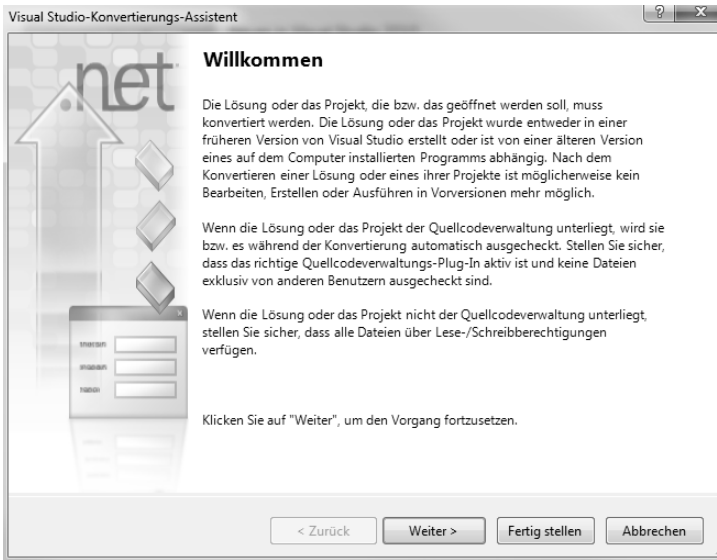 Visual Studio-Konvertierungs-Assistent
.net
Willkommen
Die Lösung oder das Projekt, die bzw. das geöffnet werden soll, muss
konvertiert werden. Die Lösung oder das Projekt wurde entweder in einer
früheren Version von Visual Studio erstellt oder ist von einer älteren Version
eines auf dem Computer installierten Programms abhängig. Nach dem
Konvertieren einer Lösung oder eines ihrer Projekte ist möglicherweise kein
Bearbeiten, Erstellen oder Ausführen in Vorversionen mehr möglich.
Wenn die Lösung oder das Projekt der Quellcodeverwaltung unterliegt, wird sie
bzw. es während der Konvertierung automatisch ausgecheckt. Stellen Sie sicher,
dass das richtige Quellcodeverwaltungs-Plug-In aktiv ist und keine Dateien
exklusiv von anderen Benutzern ausgecheckt sind.
Wenn die Lösung oder das Projekt nicht der Quellcodeverwaltung unterliegt,
stellen Sie sicher, dass alle Dateien über Lese-/Schreibberechtigungen
verfügen.
Klicken Sie auf "Weiter", um den Vorgang fortzusetzen.
< Zurück
Weiter >
Fertig stellen
Abbrechen